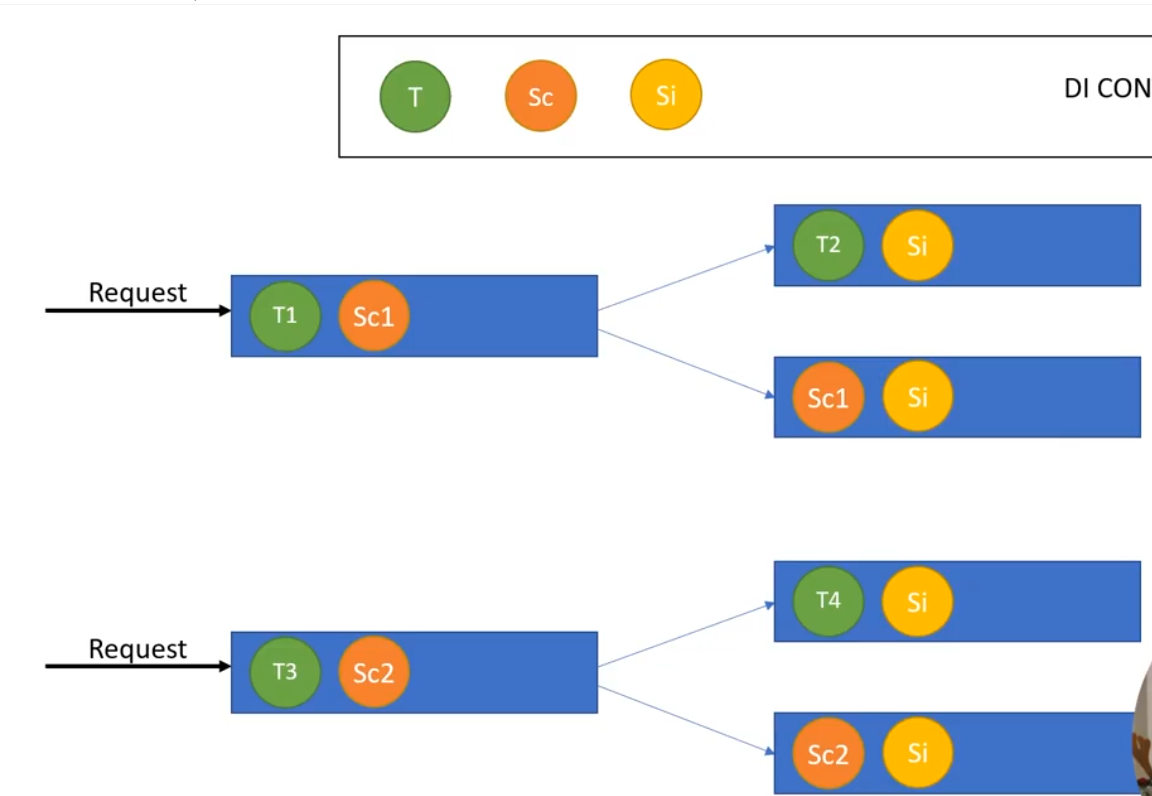 T Sc Si DI CON
Request
T1 Sc1
T2 Si
Sc1 Si
Request
T3 Sc2
T4 Si
Sc2 Si